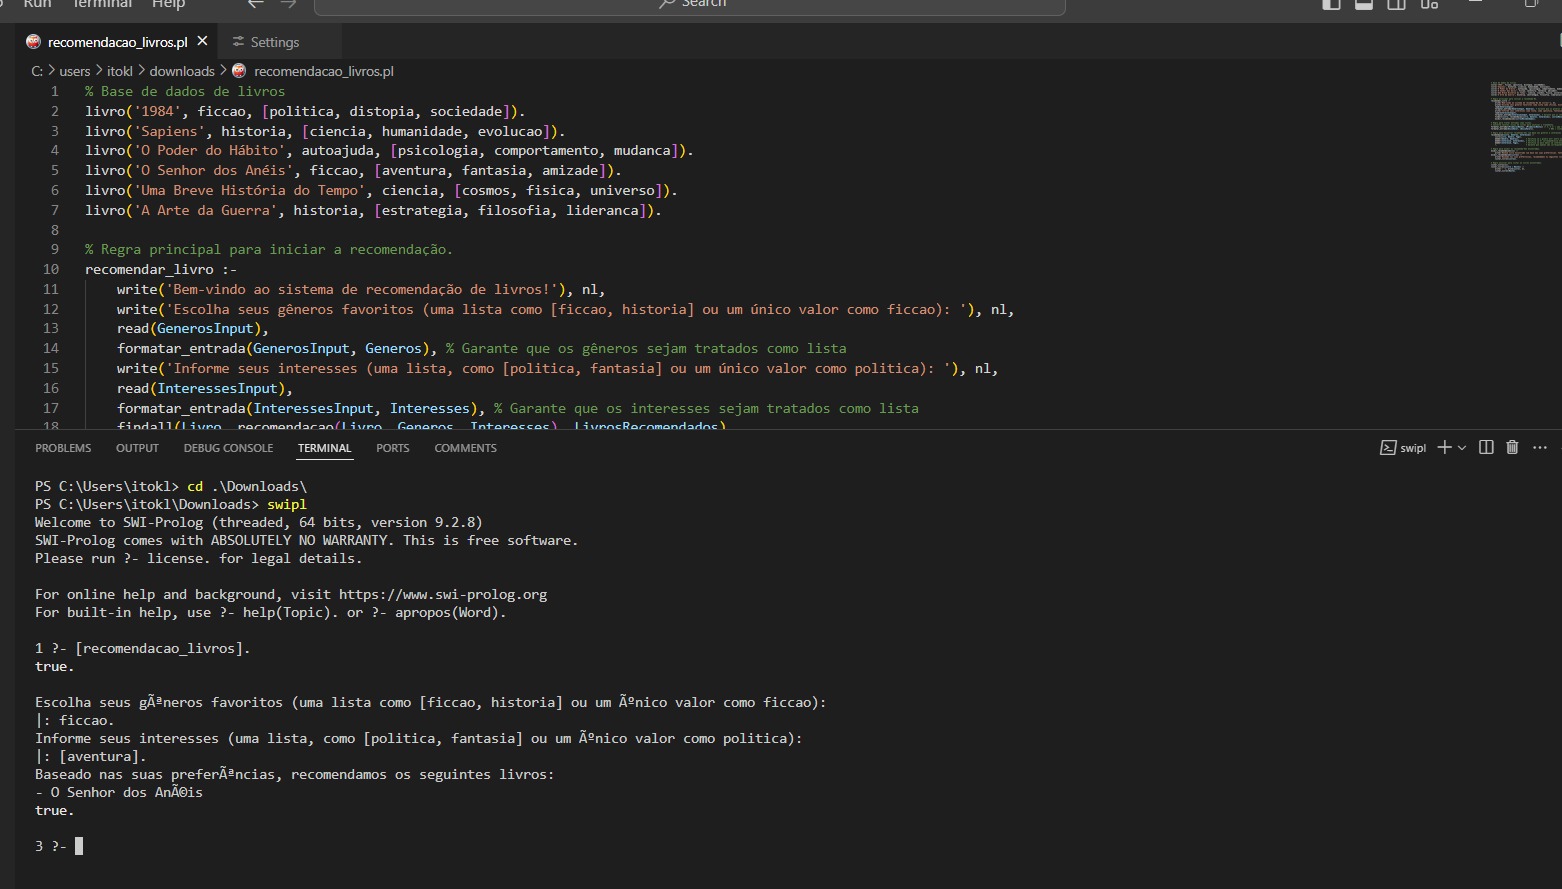 Run Terminal Help Search
recomendacao_livros.pl Settings
C: > users > itokl > downloads > recomendacao_livros.pl
1 % Base de dados de livros
2 livro('1984', ficcao, [politica, distopia, sociedade]).
3 livro('Sapiens', historia, [ciencia, humanidade, evolucao]).
4 livro('O Poder do Hábito', autoajuda, [psicologia, comportamento, mudanca]).
5 livro('O Senhor dos Anéis', ficcao, [aventura, fantasia, amizade]).
6 livro('Uma Breve História do Tempo', ciencia, [cosmos, fisica, universo]).
7 livro('A Arte da Guerra', historia, [estrategia, filosofia, lideranca]).
8
9 % Regra principal para iniciar a recomendação.
10 recomendar_livro :-
11 write('Bem-vindo ao sistema de recomendação de livros!'), nl,
12 write('Escolha seus gêneros favoritos (uma lista como [ficcao, historia] ou um único valor como ficcao): '), nl,
13 read(GenerosInput),
14 formatar_entrada(GenerosInput, Generos), % Garante que os gêneros sejam tratados como lista
15 write('Informe seus interesses (uma lista, como [politica, fantasia] ou um único valor como politica): '), nl,
16 read(InteressesInput),
17 formatar_entrada(InteressesInput, Interesses), % Garante que os interesses sejam tratados como lista
18 findall(Livro, recomendacao(Livro, Generos, Interesses), LivrosRecomendados)
PROBLEMS OUTPUT DEBUG CONSOLE TERMINAL PORTS COMMENTS swipl
PS C:\Users\itokl> cd .\Downloads\
PS C:\Users\itokl\Downloads> swipl
Welcome to SWI-Prolog (threaded, 64 bits, version 9.2.8)
SWI-Prolog comes with ABSOLUTELY NO WARRANTY. This is free software.
Please run ?- license. for legal details.
For online help and background, visit https://www.swi-prolog.org
For built-in help, use ?- help(Topic). or ?- apropos(Word).
1 ?- [recomendacao_livros].
true.
Escolha seus gÃªneros favoritos (uma lista como [ficcao, historia] ou um Ãºnico valor como ficcao):
|: ficcao.
Informe seus interesses (uma lista, como [politica, fantasia] ou um Ãºnico valor como politica):
|: [aventura].
Baseado nas suas preferÃªncias, recomendamos os seguintes livros:
- O Senhor dos AnÃ©is
true.
3 ?-